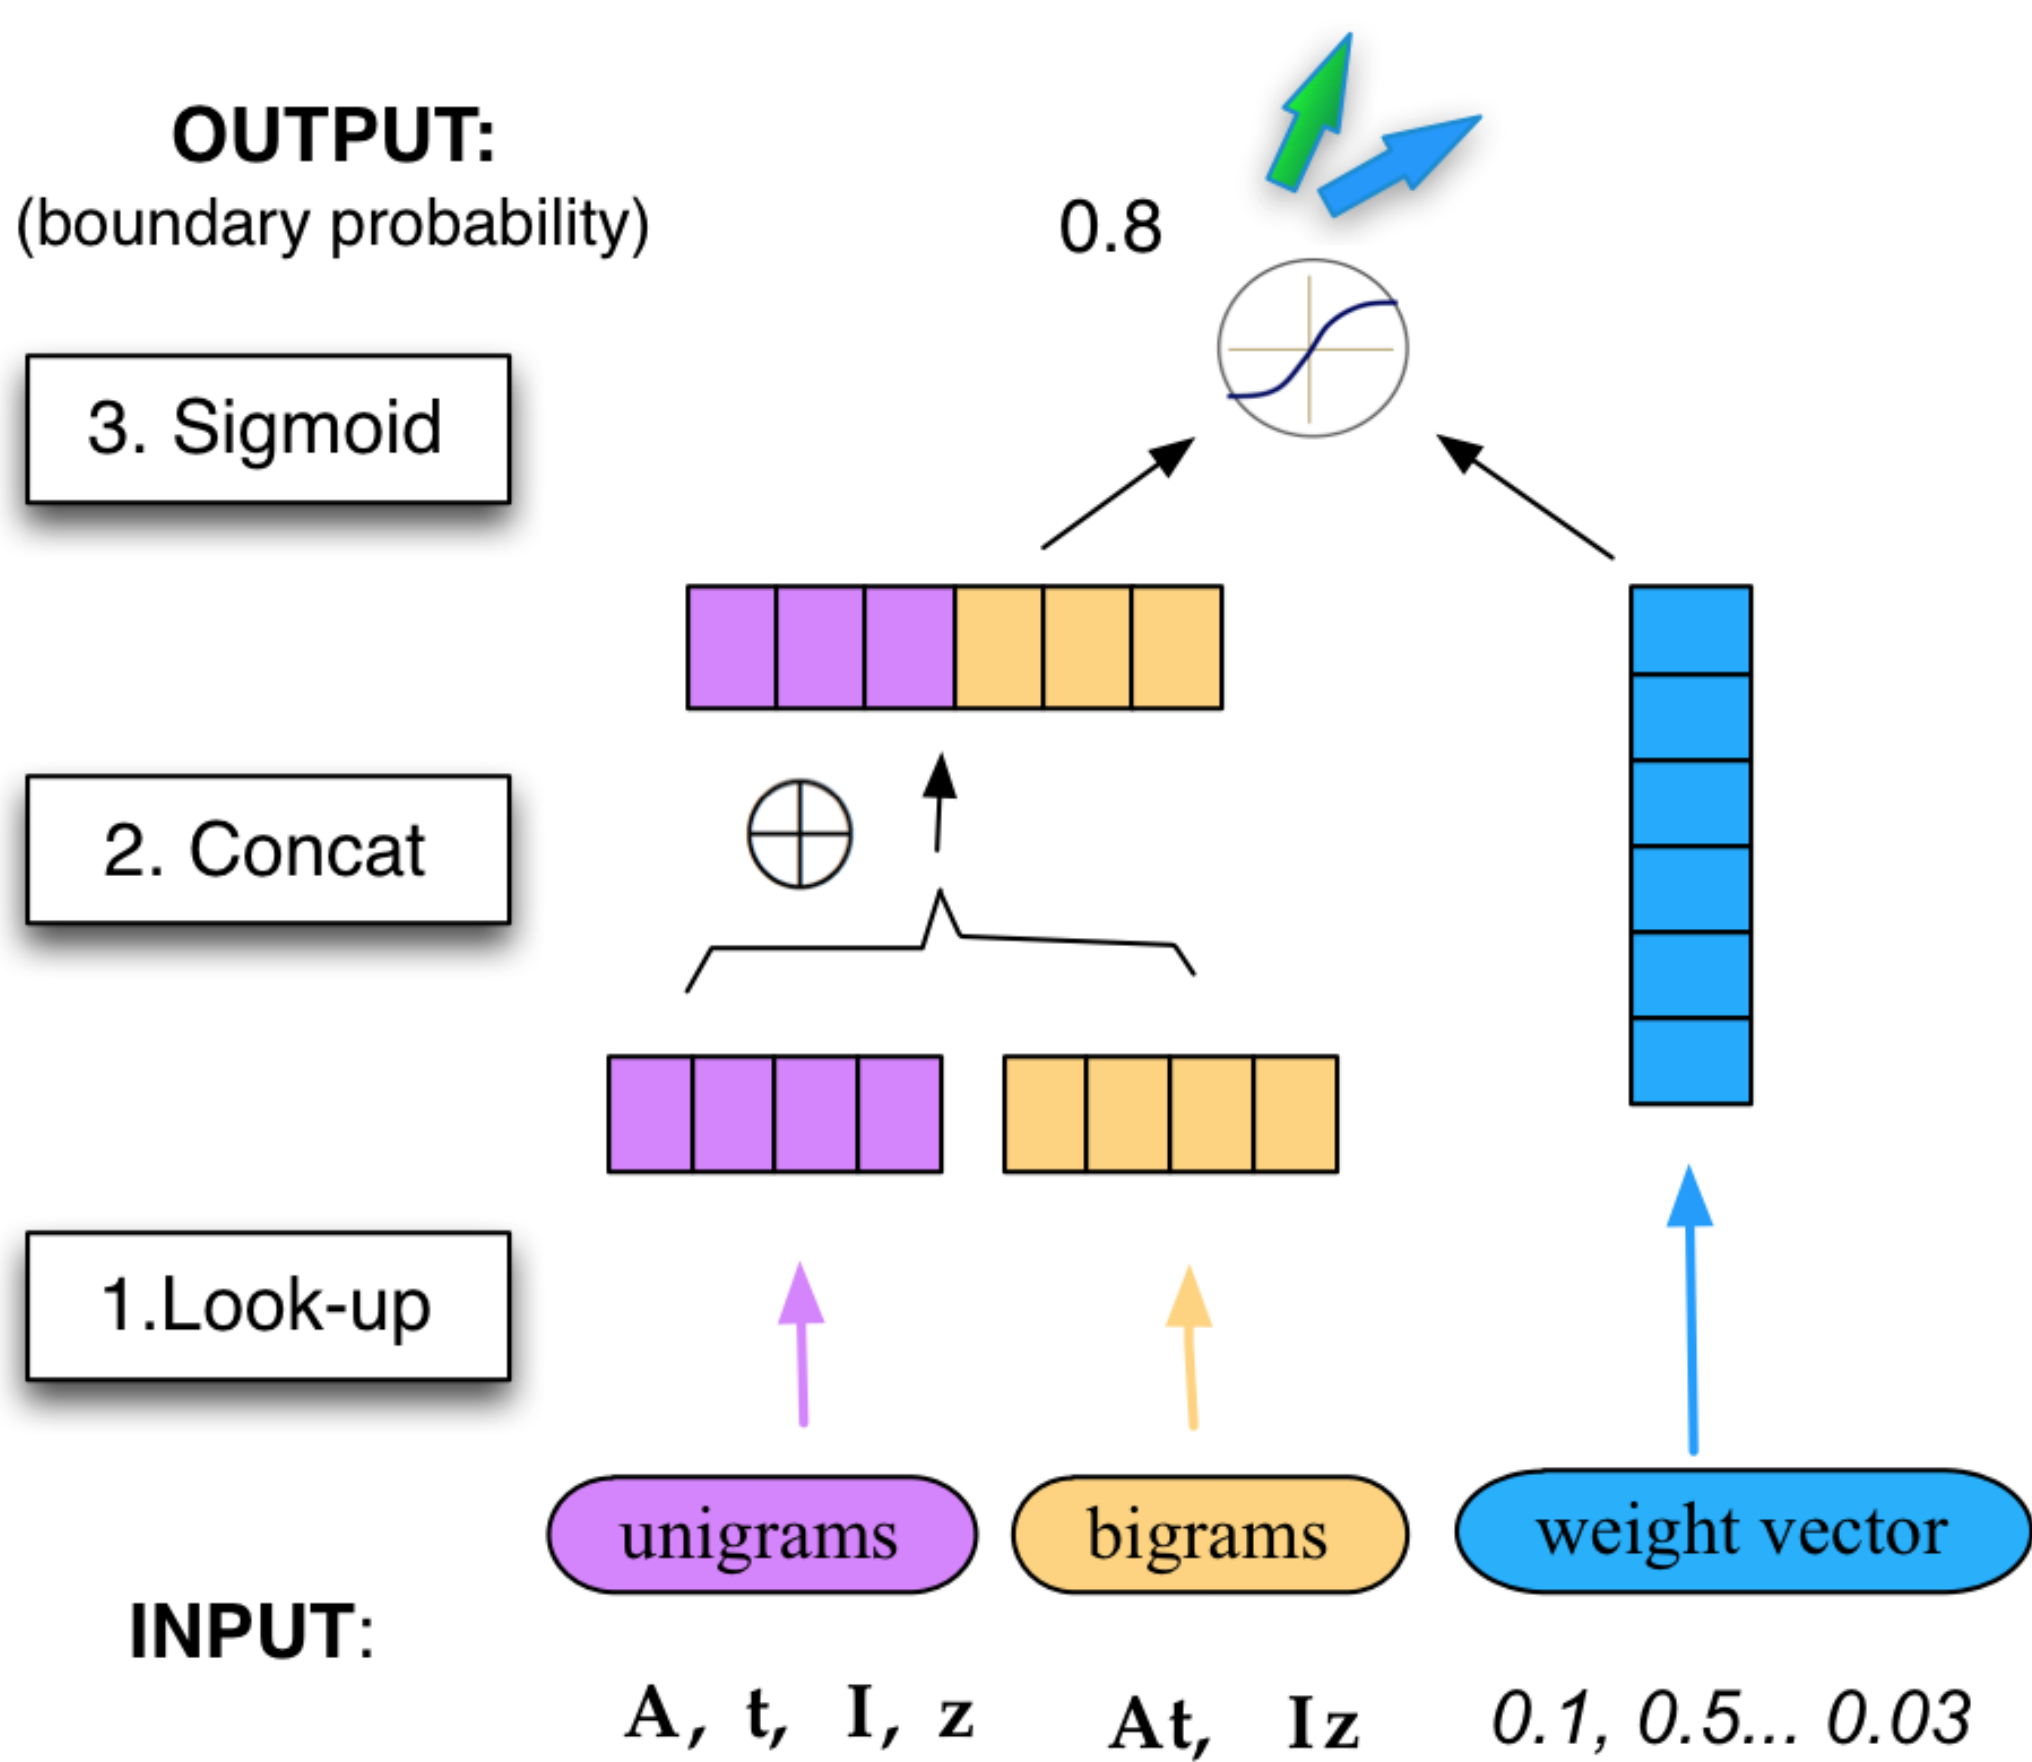 OUTPUT:
(boundary probability)
0.8
3. Sigmoid
2. Concat
1.Look-up
unigrams
bigrams
weight vector
INPUT:
A, t, I, z
At, Iz
0.1, 0.5... 0.03